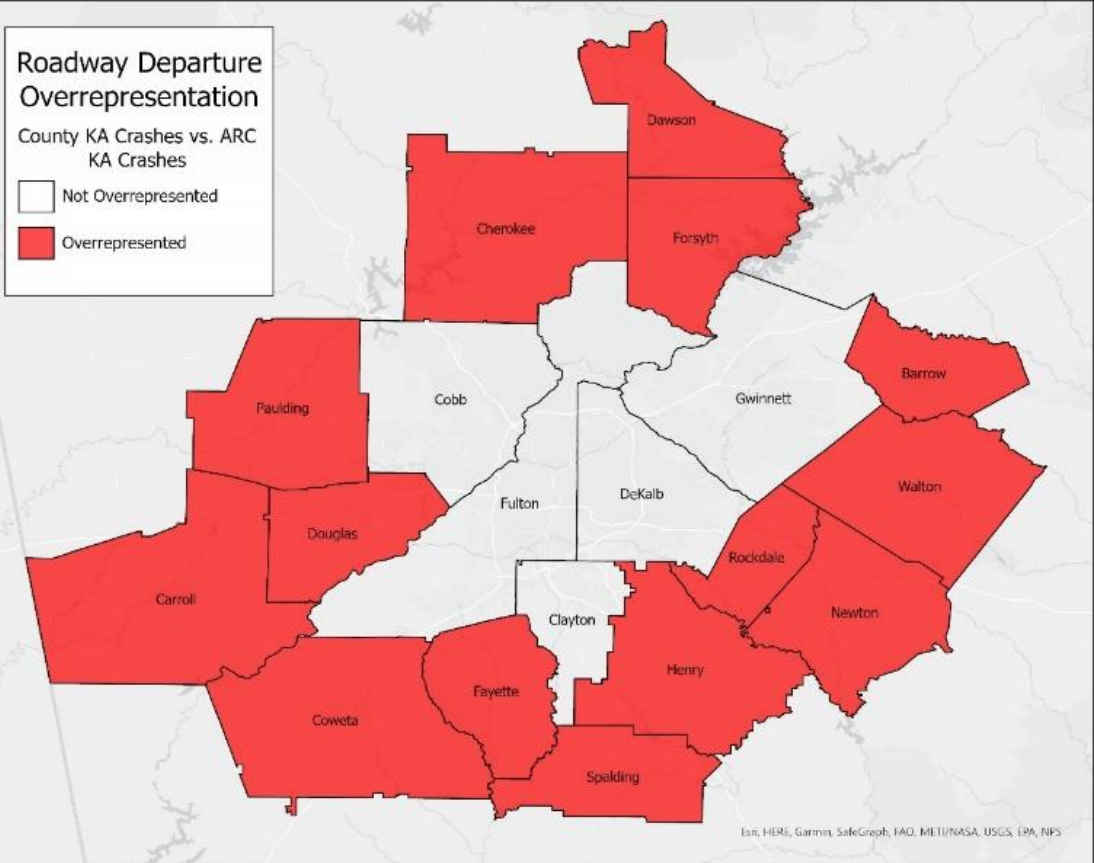 Roadway Departure
Overrepresentation
County KA Crashes vs. ARC
KA Crashes
Not Overrepresented
Overrepresented
Dawson
Cherokee
Forsyth
Barrow
Paulding
Cobb
Gwinnett
Walton
Fulton
DeKalb
Douglas
Rockdale
Carroll
Clayton
Newton
Henry
Fayette
Coweta
Spalding
Esri, HERE, Garmin, SafeGraph, FAO, METI/NASA, USGS, EPA, NPS